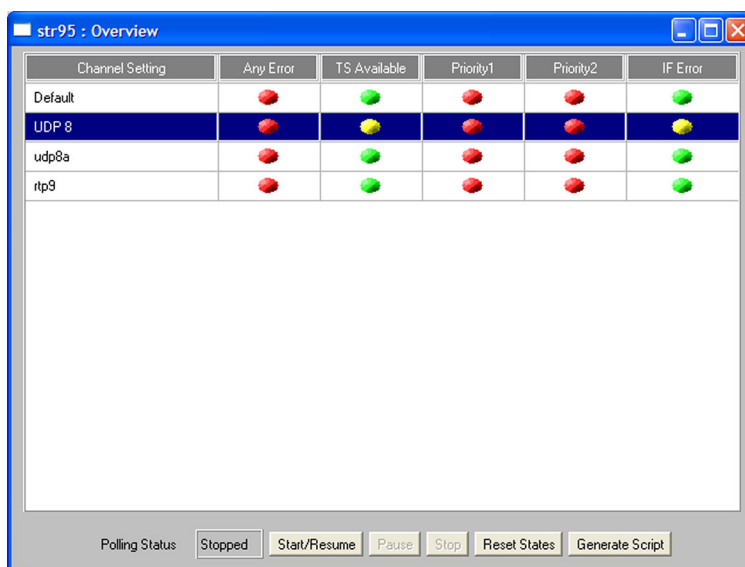 str95 : Overview
Channel Setting Any Error TS Available Priority1 Priority2 IF Error
Default
UDP 8
udp8a
rtp9
Polling Status Stopped Start/Resume Pause Stop Reset States Generate Script